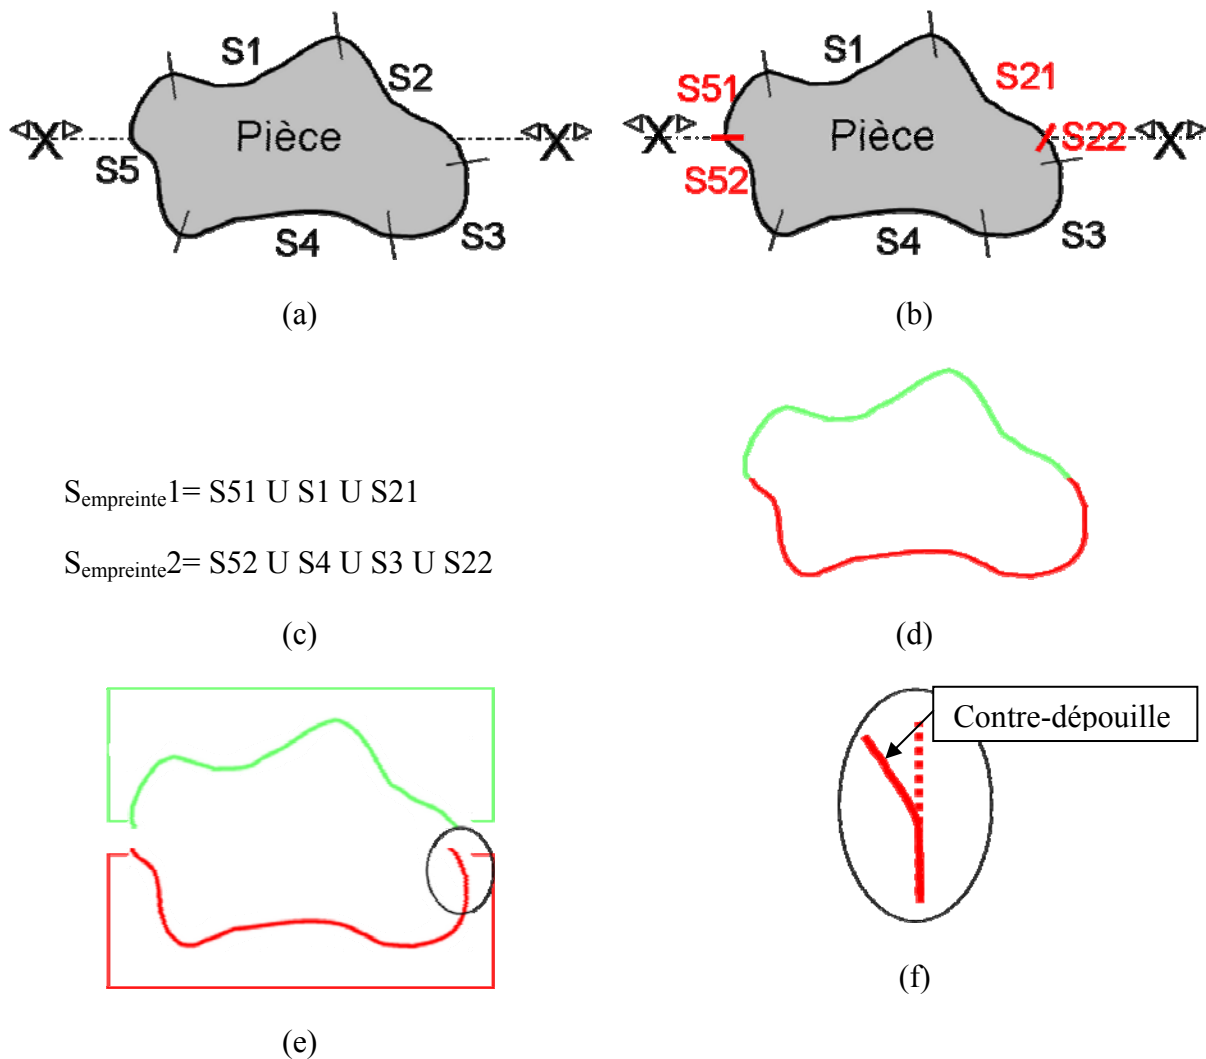 S1
S2
Pièce
X
X
S5
S4
S3
(a)
S1
S21
S51
Pièce
X
S22
X
S52
S4
S3
(b)
Sempreinte1= S51 U S1 U S21
Sempreinte2= S52 U S4 U S3 U S22
(c)
(d)
Contre-dépouille
(e)
(f)